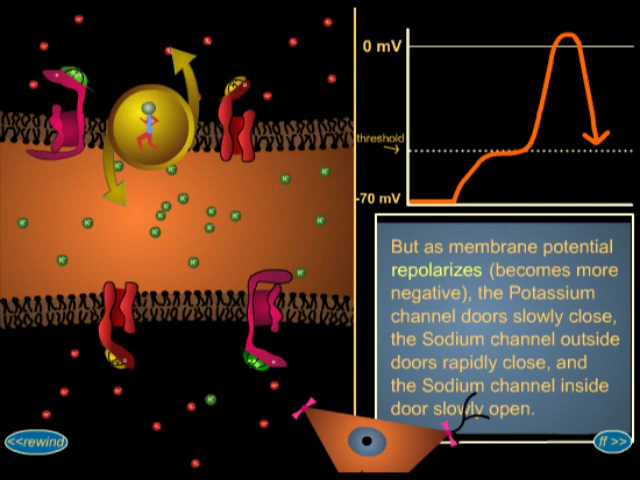 0 mV
threshold
-70 mV
But as membrane potential
repolarizes (becomes more
negative), the Potassium
channel doors slowly close,
the Sodium channel outside
doors rapidly close, and
the Sodium channel inside
door slowly open.
<<rewind
ff >>